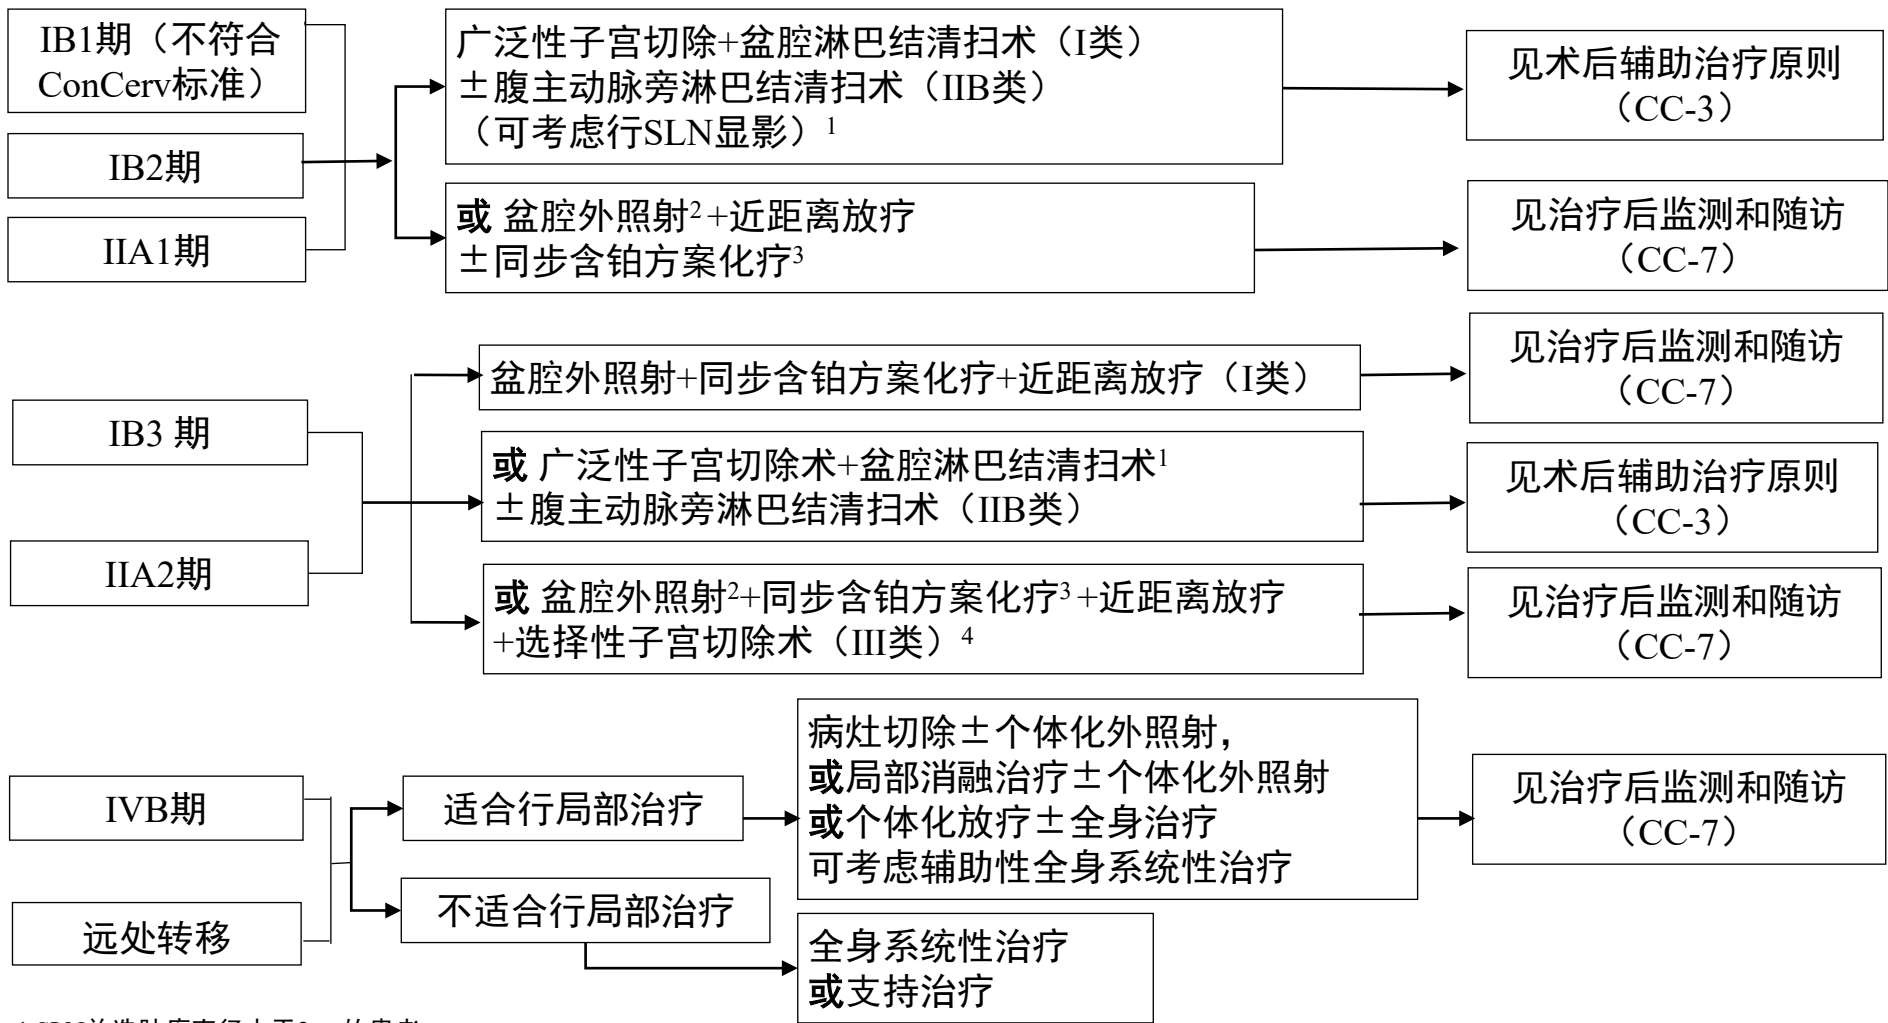 IB1期（不符合
ConCerv标准）
IB2期
IIA1期
广泛性子宫切除+盆腔淋巴结清扫术（I类）
±腹主动脉旁淋巴结清扫术（IIB类）
（可考虑行SLN显影）1
见术后辅助治疗原则
（CC-3）
或 盆腔外照射2+近距离放疗
±同步含铂方案化疗3
见治疗后监测和随访
（CC-7）
IB3 期
IIA2期
盆腔外照射+同步含铂方案化疗+近距离放疗（I类）
见治疗后监测和随访
（CC-7）
或 广泛性子宫切除术+盆腔淋巴结清扫术1
±腹主动脉旁淋巴结清扫术（IIB类）
见术后辅助治疗原则
（CC-3）
或 盆腔外照射2+同步含铂方案化疗3+近距离放疗
+选择性子宫切除术（III类）4
见治疗后监测和随访
（CC-7）
IVB期
远处转移
适合行局部治疗
不适合行局部治疗
病灶切除±个体化外照射，
或局部消融治疗±个体化外照射
或个体化放疗±全身治疗
可考虑辅助性全身系统性治疗
见治疗后监测和随访
（CC-7）
全身系统性治疗
或支持治疗